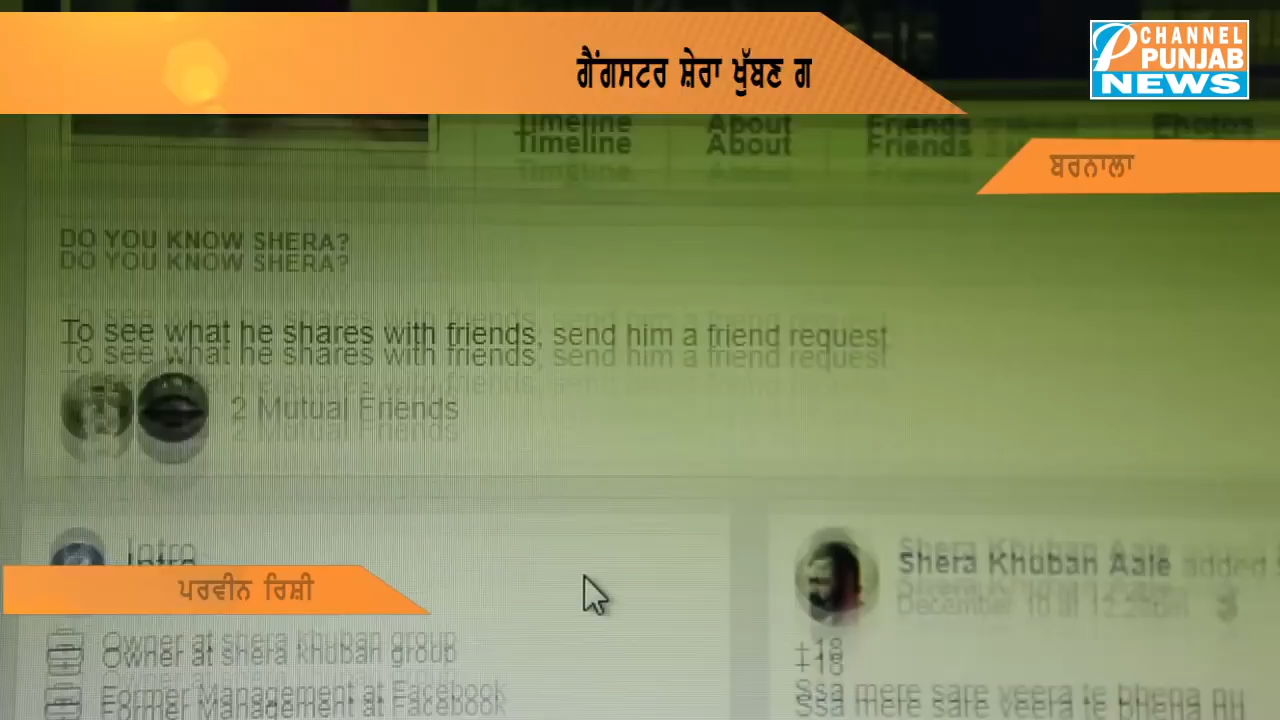 ਗੈਂਗਸਟਰ ਸ਼ੇਰਾ ਖੁੱਬਣ ਗ
CHANNEL
PUNJAB
NEWS
Timeline About Friends Photos
ਬਰਨਾਲਾ
DO YOU KNOW SHERA?
To see what he shares with friends, send him a friend request
2 Mutual Friends
Intro
Shera Khuban Aale added
ਪਰਵੀਨ ਰਿਸ਼ੀ
Owner at shera khuban group
+18
Former Management at Facebook
Ssa mere sare veera te bhena nu